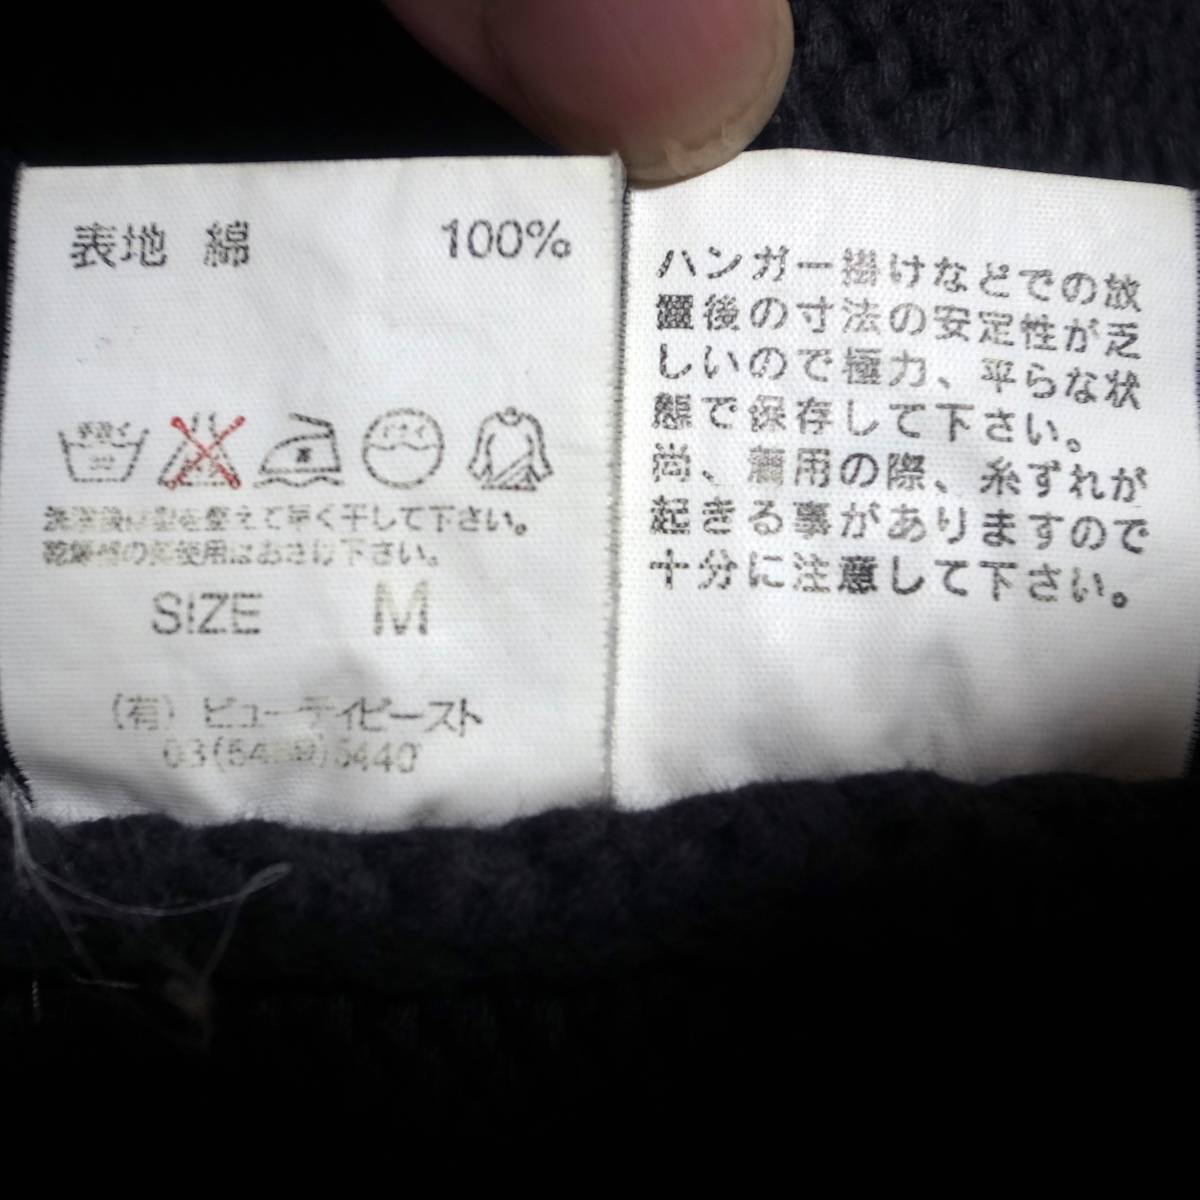 表地 綿 100%
手洗イ
洗濯後は型を整えて早く干して下さい。
乾燥機の御使用はおさけ下さい。
SIZE M
(有) ビューティビースト
ハンガー掛けなどでの放
置後の寸法の安定性が乏
しいので極力、平らな状
態で保存して下さい。
尚、着用の際、糸ずれが
起きる事がありますので
十分に注意して下さい。